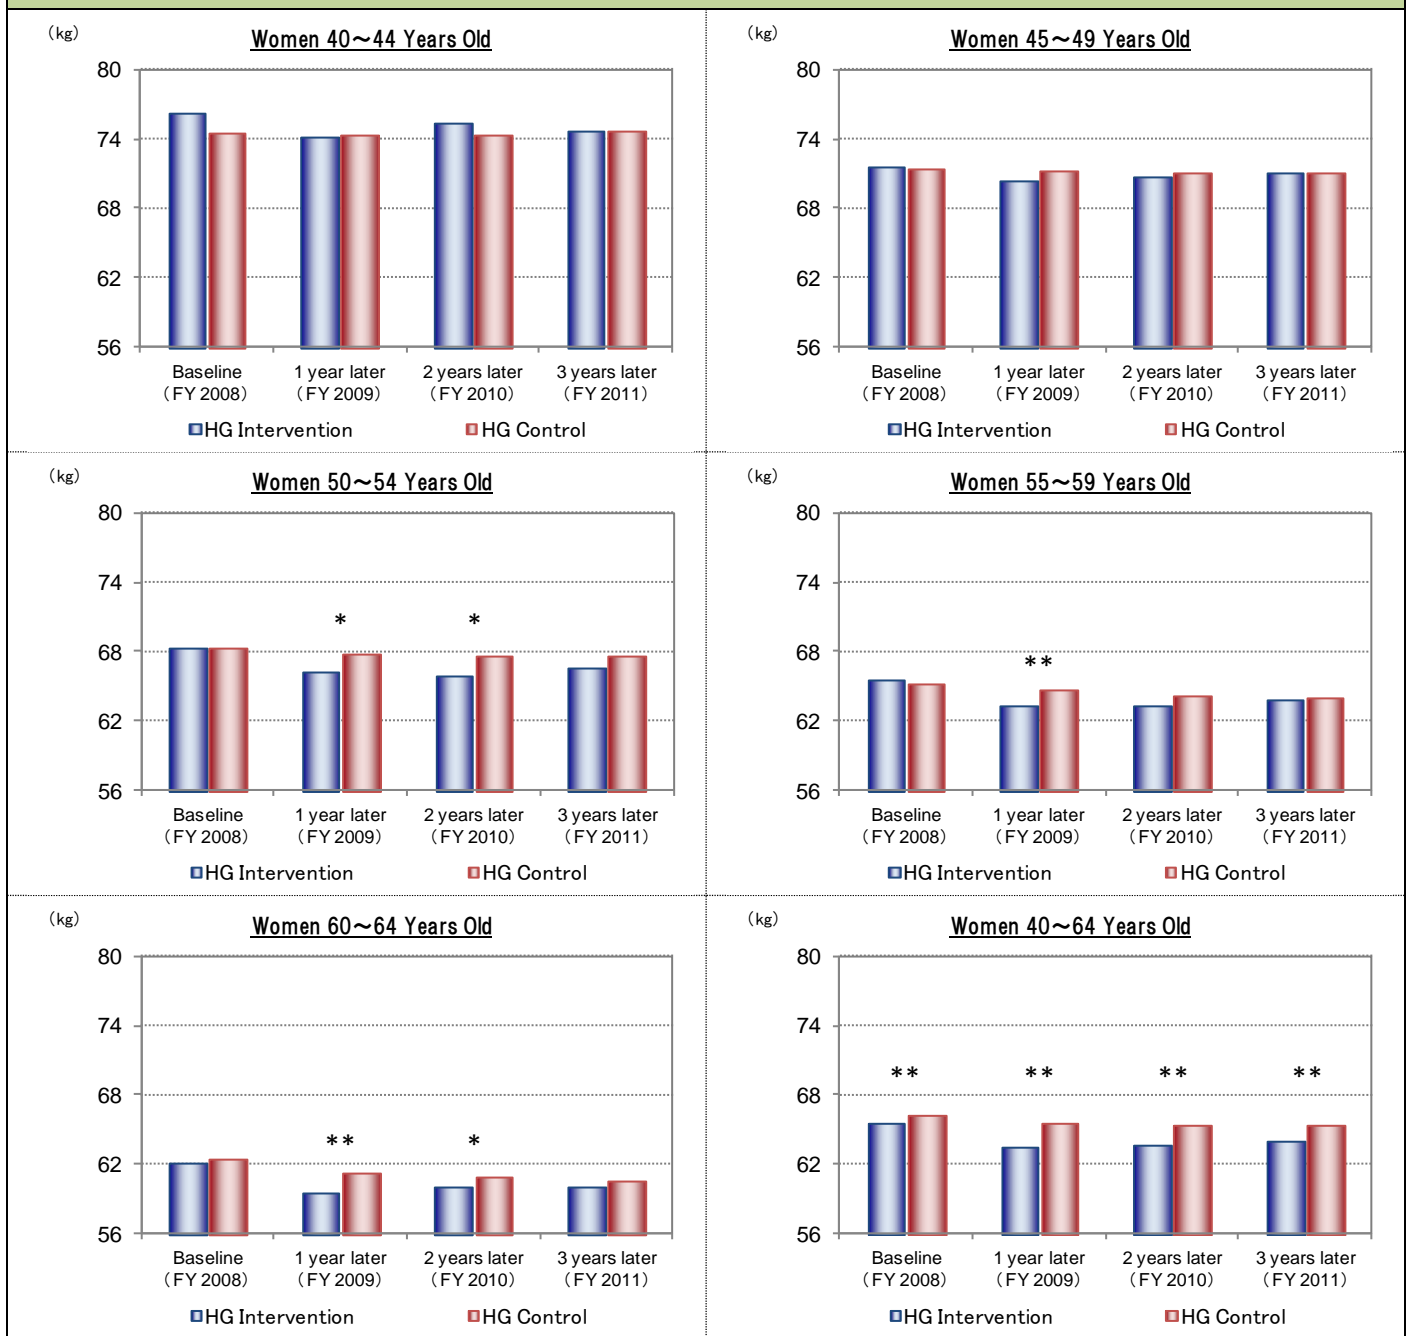 (kg)
Women 40～44 Years Old
80
74
68
62
56
Baseline 1 year later 2 years later 3 years later
（FY 2008） （FY 2009） （FY 2010） （FY 2011）
HG Intervention HG Control
(kg)
Women 45～49 Years Old
80
74
68
62
56
Baseline 1 year later 2 years later 3 years later
（FY 2008） （FY 2009） （FY 2010） （FY 2011）
HG Intervention HG Control
(kg)
Women 50～54 Years Old
80
74
* *
68
62
56
Baseline 1 year later 2 years later 3 years later
（FY 2008） （FY 2009） （FY 2010） （FY 2011）
HG Intervention HG Control
(kg)
Women 55～59 Years Old
80
74
68
**
62
56
Baseline 1 year later 2 years later 3 years later
（FY 2008） （FY 2009） （FY 2010） （FY 2011）
HG Intervention HG Control
(kg)
Women 60～64 Years Old
80
74
68
** *
62
56
Baseline 1 year later 2 years later 3 years later
（FY 2008） （FY 2009） （FY 2010） （FY 2011）
HG Intervention HG Control
(kg)
Women 40～64 Years Old
80
74
** ** ** **
68
62
56
Baseline 1 year later 2 years later 3 years later
（FY 2008） （FY 2009） （FY 2010） （FY 2011）
HG Intervention HG Control